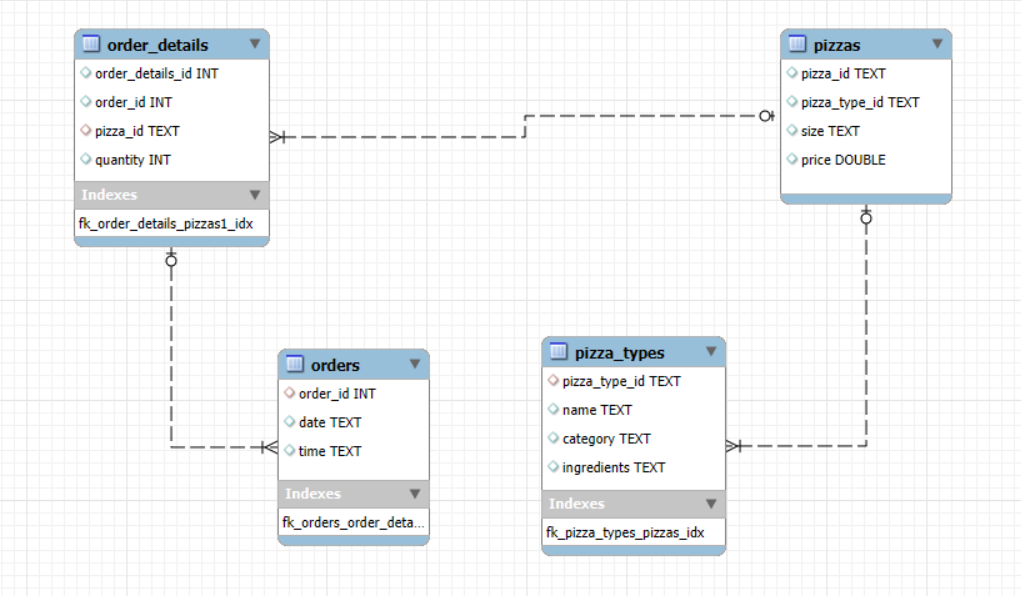 order_details
order_details_id INT
order_id INT
pizza_id TEXT
quantity INT
Indexes
fk_order_details_pizzas1_idx
pizzas
pizza_id TEXT
pizza_type_id TEXT
size TEXT
price DOUBLE
orders
order_id INT
date TEXT
time TEXT
Indexes
fk_orders_order_deta...
pizza_types
pizza_type_id TEXT
name TEXT
category TEXT
ingredients TEXT
Indexes
fk_pizza_types_pizzas_idx